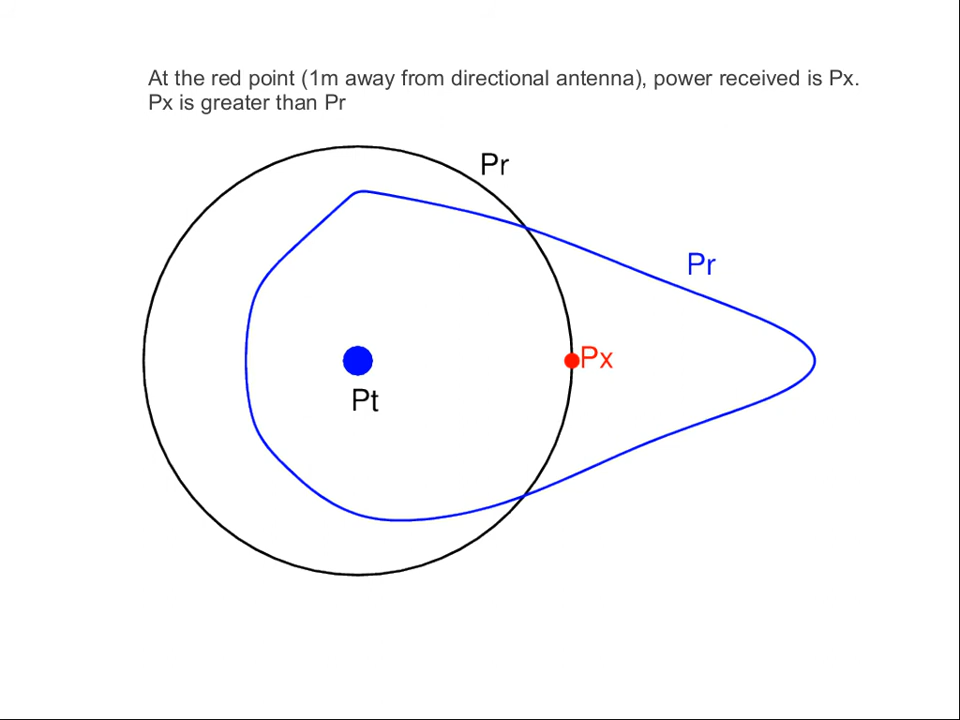 At the red point (1m away from directional antenna), power received is Px.
Px is greater than Pr
Pr
Pr
Px
Pt